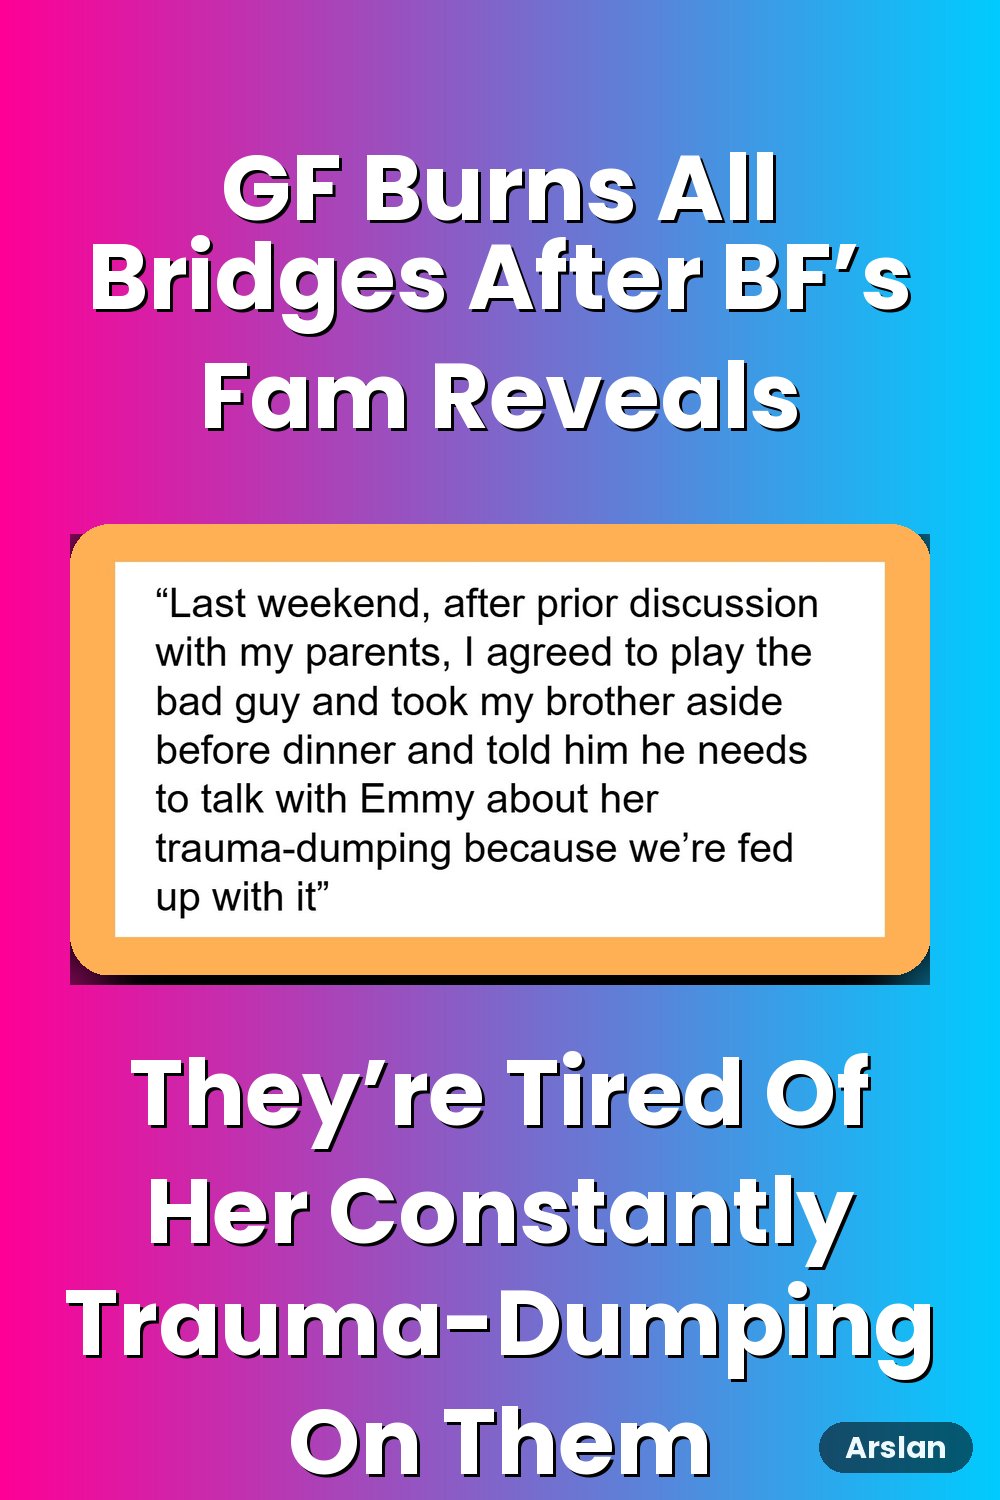 GF Burns All
Bridges After BF’s
Fam Reveals
“Last weekend, after prior discussion
with my parents, I agreed to play the
bad guy and took my brother aside
before dinner and told him he needs
to talk with Emmy about her
trauma-dumping because we’re fed
up with it”
They’re Tired Of
Her Constantly
Trauma-Dumping
On Them
Arslan